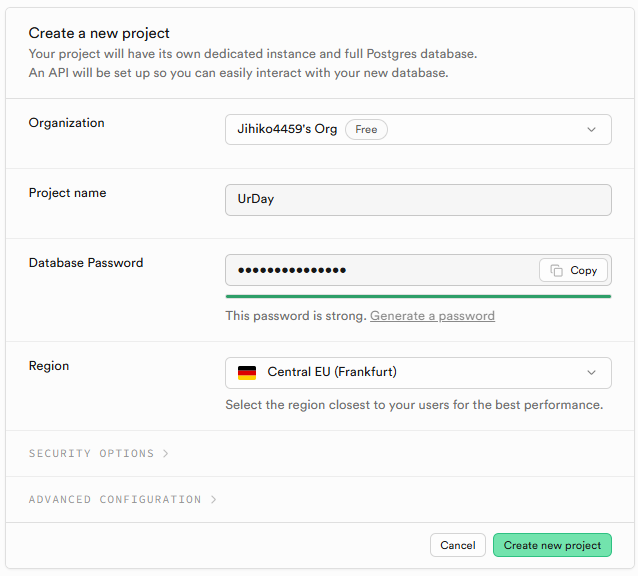 Create a new project
Your project will have its own dedicated instance and full Postgres database.
An API will be set up so you can easily interact with your new database.
Organization
Jihiko4459's Org Free
Project name
UrDay
Database Password
●●●●●●●●●●●●●●● Copy
This password is strong. Generate a password
Region
Central EU (Frankfurt)
Select the region closest to your users for the best performance.
SECURITY OPTIONS
ADVANCED CONFIGURATION
Cancel Create new project